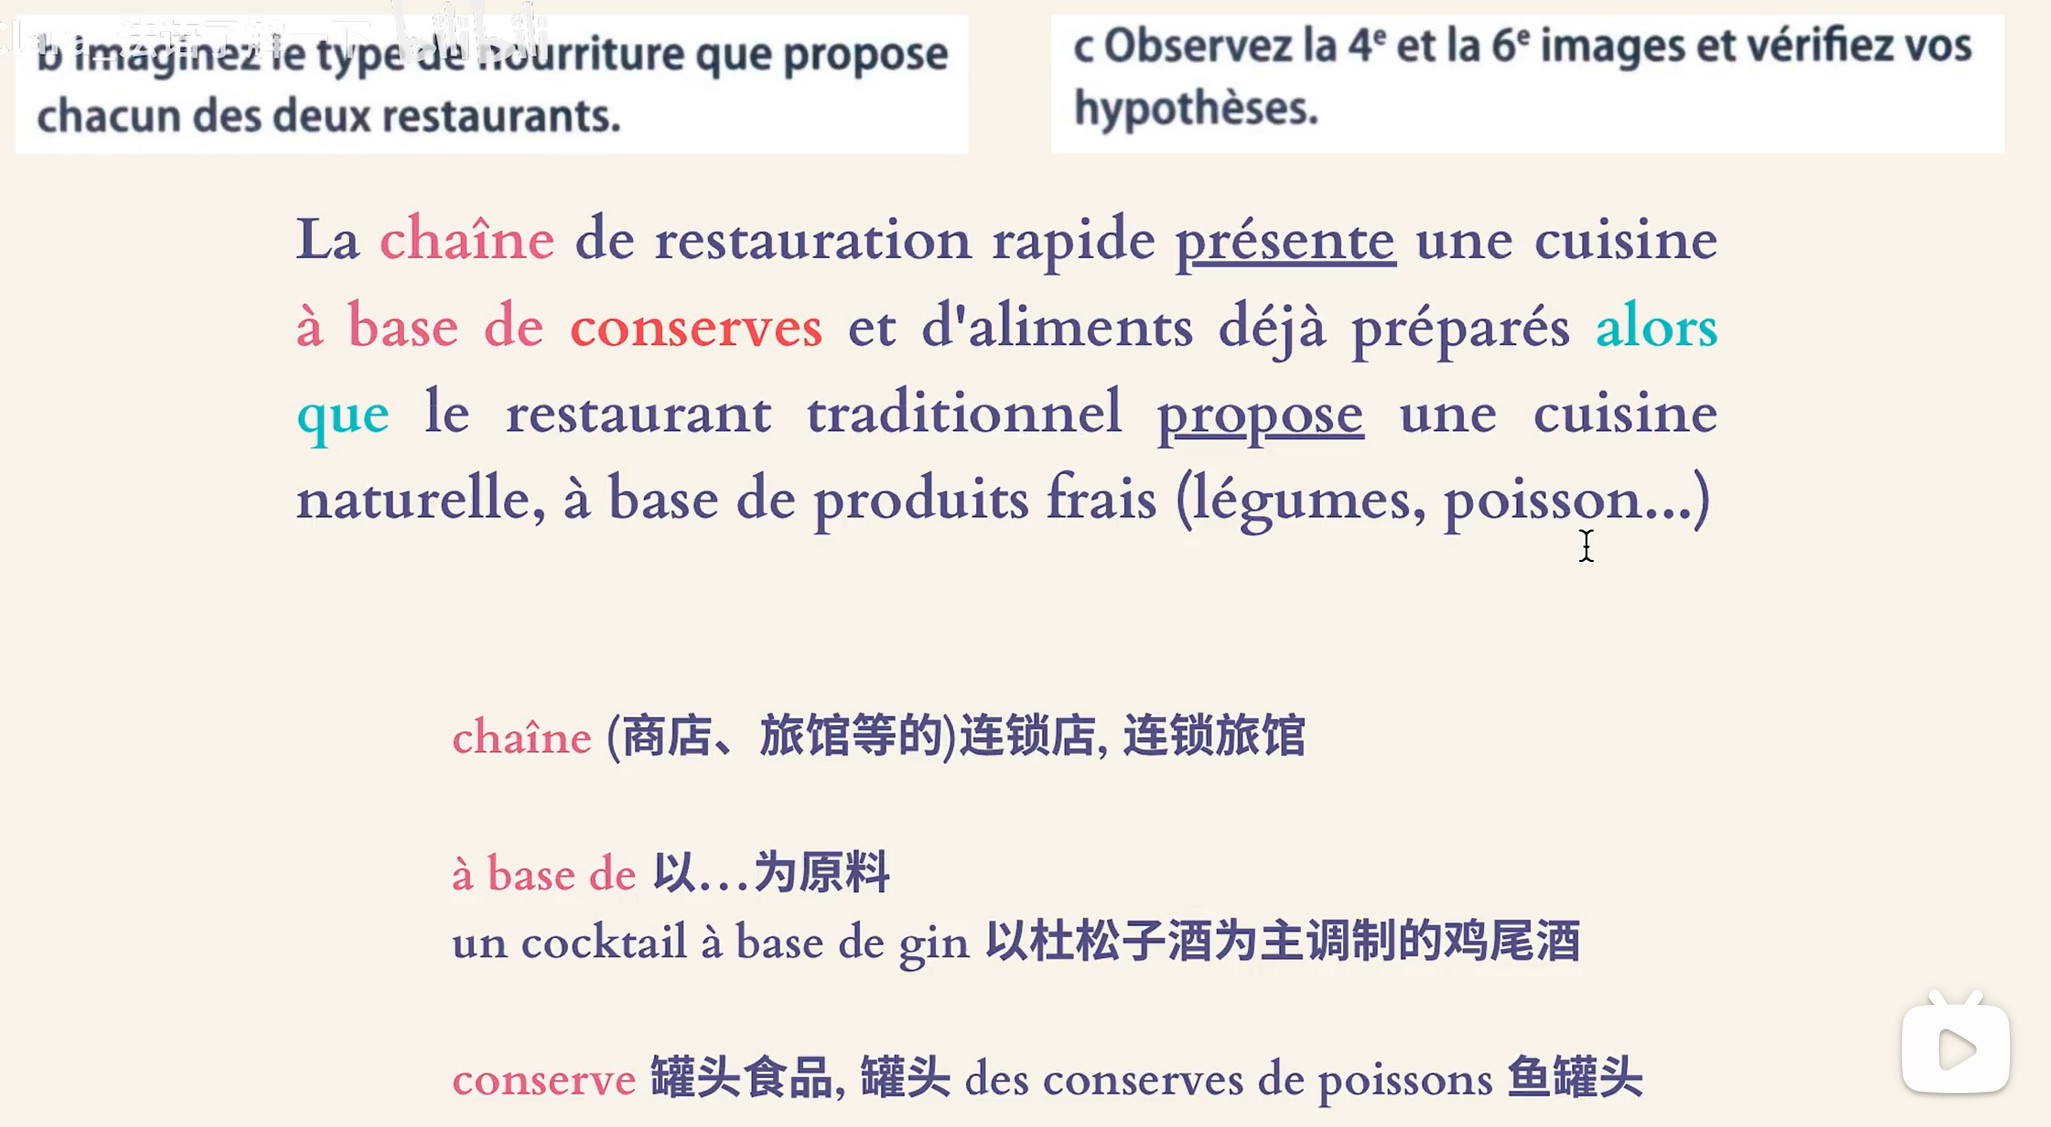 b Imaginez le type de nourriture que propose
chacun des deux restaurants.
c Observez la 4e et la 6e images et vérifiez vos
hypothèses.
La chaîne de restauration rapide présente une cuisine
à base de conserves et d'aliments déjà préparés alors
que le restaurant traditionnel propose une cuisine
naturelle, à base de produits frais (légumes, poisson...)
chaîne (商店、旅馆等的)连锁店, 连锁旅馆
à base de 以…为原料
un cocktail à base de gin 以杜松子酒为主调制的鸡尾酒
conserve 罐头食品, 罐头 des conserves de poissons 鱼罐头